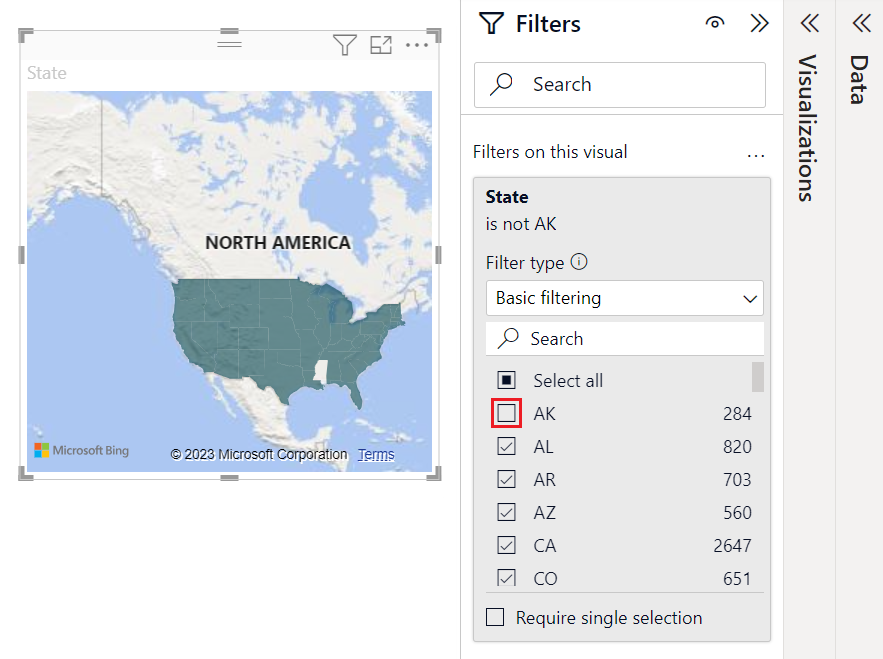 State
NORTH AMERICA
Microsoft Bing
© 2023 Microsoft Corporation Terms
Filters
Search
Filters on this visual
...
State
is not AK
Filter type
Basic filtering
Search
Select all
AK 284
AL 820
AR 703
AZ 560
CA 2647
CO 651
Require single selection
Visualizations
Data